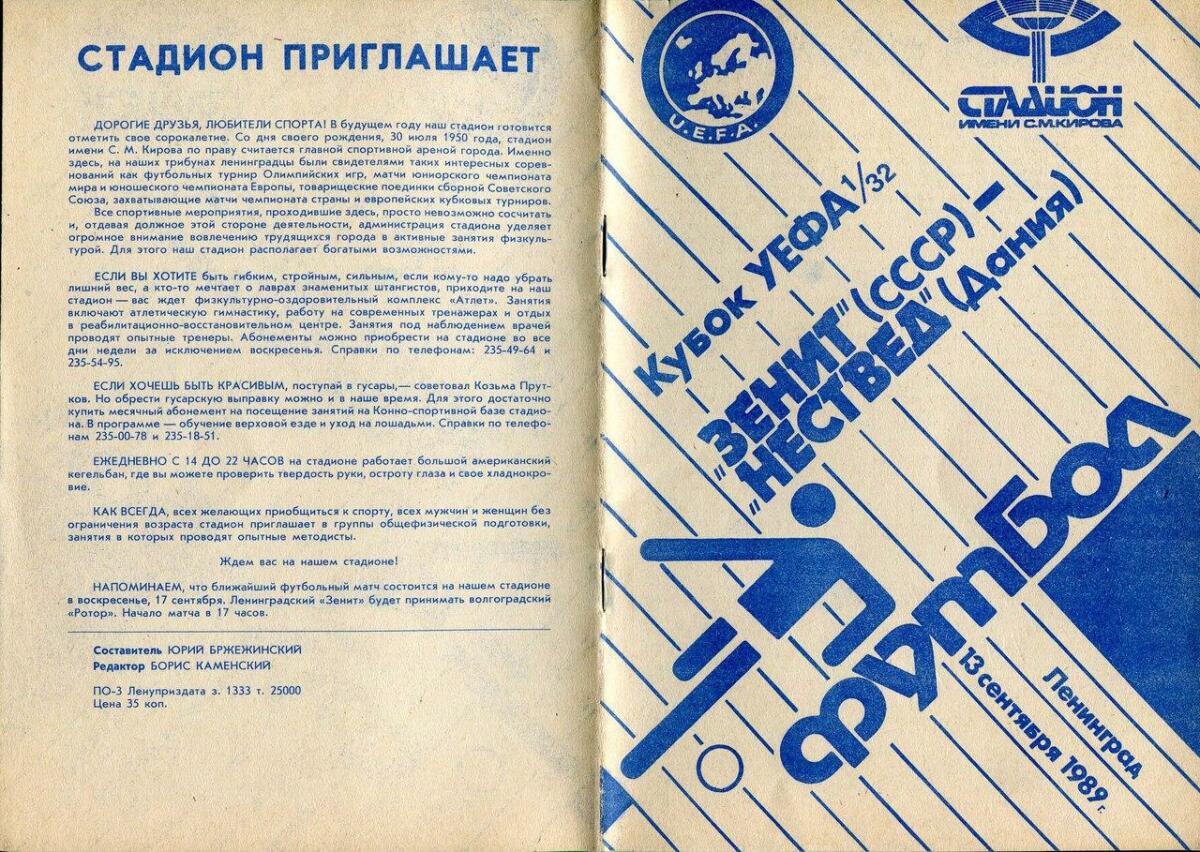 СТАДИОН ПРИГЛАШАЕТ
ДОРОГИЕ ДРУЗЬЯ, ЛЮБИТЕЛИ СПОРТА! В будущем году наш стадион готовится
отметить свое сорокалетие. Со дня своего рождения, 30 июля 1950 года, стадион
имени С. М. Кирова по праву считается главной спортивной ареной города. Именно
здесь, на наших трибунах ленинградцы были свидетелями таких интересных сорев-
нований как футбольных турнир Олимпийских игр, матчи юниорского чемпионата
мира и юношеского чемпионата Европы, товарищеские поединки сборной Советского
Союза, захватывающие матчи чемпионата страны и европейских кубковых турниров.
Все спортивные мероприятия, проходившие здесь, просто невозможно сосчитать
и, отдавая должное этой стороне деятельности, администрация стадиона уделяет
огромное внимание вовлечению трудящихся города в активные занятия физкуль-
турой. Для этого наш стадион располагает богатыми возможностями.
ЕСЛИ ВЫ ХОТИТЕ быть гибким, стройным, сильным, если кому-то надо убрать
лишний вес, а кто-то мечтает о лаврах знаменитых штангистов, приходите на наш
стадион — вас ждет физкультурно-оздоровительный комплекс «Атлет». Занятия
включают атлетическую гимнастику, работу на современных тренажерах и отдых
в реабилитационно-восстановительном центре. Занятия под наблюдением врачей
проводят опытные тренеры. Абонементы можно приобрести на стадионе во все
дни недели за исключением воскресенья. Справки по телефонам: 235-49-64 и
235-54-95.
ЕСЛИ ХОЧЕШЬ БЫТЬ КРАСИВЫМ, поступай в гусары,— советовал Козьма Прут-
ков. Но обрести гусарскую выправку можно и в наше время. Для этого достаточно
купить месячный абонемент на посещение занятий на Конно-спортивной базе стадио-
на. В программе — обучение верховой езде и уход на лошадьми. Справки по телефо-
нам 235-00-78 и 235-18-51.
ЕЖЕДНЕВНО С 14 ДО 22 ЧАСОВ на стадионе работает большой американский
кегельбан, где вы можете проверить твердость руки, остроту глаза и свое хладнокро-
вие.
КАК ВСЕГДА, всех желающих приобщиться к спорту, всех мужчин и женщин без
ограничения возраста стадион приглашает в группы общефизической подготовки,
занятия в которых проводят опытные методисты.
Ждем вас на нашем стадионе!
НАПОМИНАЕМ, что ближайший футбольный матч состоится на нашем стадионе
в воскресенье, 17 сентября. Ленинградский «Зенит» будет принимать волгоградский
«Ротор». Начало матча в 17 часов.
Составитель ЮРИЙ БРЖЕЖИНСКИЙ
Редактор БОРИС КАМЕНСКИЙ
ПО-3 Ленуприздата з. 1333 т. 25000
Цена 35 коп.
U.E.F.A.
СТАДИОН
ИМЕНИ С.М.КИРОВА
Кубок УЕФА 1/32
"ЗЕНИТ" (СССР) —
"НЕСТВЕД" (Дания)
футбол
Ленинград
13 сентября 1989 г.